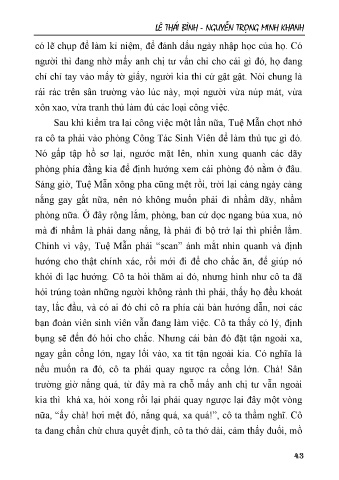 LÊ THÁI BÌNH - NGUYỄN TRỌNG MINH KHANH
có lẽ chụp để làm kỉ niệm, để đánh dấu ngày nhập học của họ. Có
người thì đang nhờ mấy anh chị tư vấn chỉ cho cái gì đó, họ đang
chỉ chỉ tay vào mấy tờ giấy, người kia thì cứ gật gật. Nói chung là
rải rác trên sân trường vào lúc này, mọi người vừa núp mát, vừa
xôn xao, vừa tranh thủ làm đủ các loại công việc.
Sau khi kiểm tra lại công việc một lần nữa, Tuệ Mẫn chợt nhớ
ra cô ta phải vào phòng Công Tác Sinh Viên để làm thủ tục gì đó.
Nó gấp tập hồ sơ lại, ngước mặt lên, nhìn xung quanh các dãy
phòng phía đằng kia để định hướng xem cái phòng đó nằm ở đâu.
Sáng giờ, Tuệ Mẫn xông pha cũng mệt rồi, trời lại càng ngày càng
nắng gay gắt nữa, nên nó không muốn phải đi nhầm dãy, nhầm
phòng nữa. Ở đây rộng lắm, phòng, ban cứ dọc ngang bủa xua, nó
mà đi nhầm là phải đang nắng, là phải đi bộ trở lại thì phiền lắm.
Chính vì vậy, Tuệ Mẫn phải “scan” ánh mắt nhìn quanh và định
hướng cho thật chính xác, rồi mới đi để cho chắc ăn, để giúp nó
khỏi đi lạc hướng. Cô ta hỏi thăm ai đó, nhưng hình như cô ta đã
hỏi trúng toàn những người không rành thì phải, thấy họ đều khoát
tay, lắc đầu, và có ai đó chỉ cô ta phía cái bàn hướng dẫn, nơi các
bạn đoàn viên sinh viên vẫn đang làm việc. Cô ta thấy có lý, định
bụng sẽ đến đó hỏi cho chắc. Nhưng cái bàn đó đặt tận ngoài xa,
ngay gần cổng lớn, ngay lối vào, xa tít tận ngoài kia. Có nghĩa là
nếu muốn ra đó, cô ta phải quay ngược ra cổng lớn. Chà! Sân
trường giờ nắng quá, từ đây mà ra chỗ mấy anh chị tư vẫn ngoài
kia thì khá xa, hỏi xong rồi lại phải quay ngược lại đây một vòng
nữa, “ấy chà! hơi mệt đó, nắng quá, xa quá!”, cô ta thầm nghĩ. Cô
ta đang chần chừ chưa quyết định, cô ta thở dài, cảm thấy đuối, mồ
43